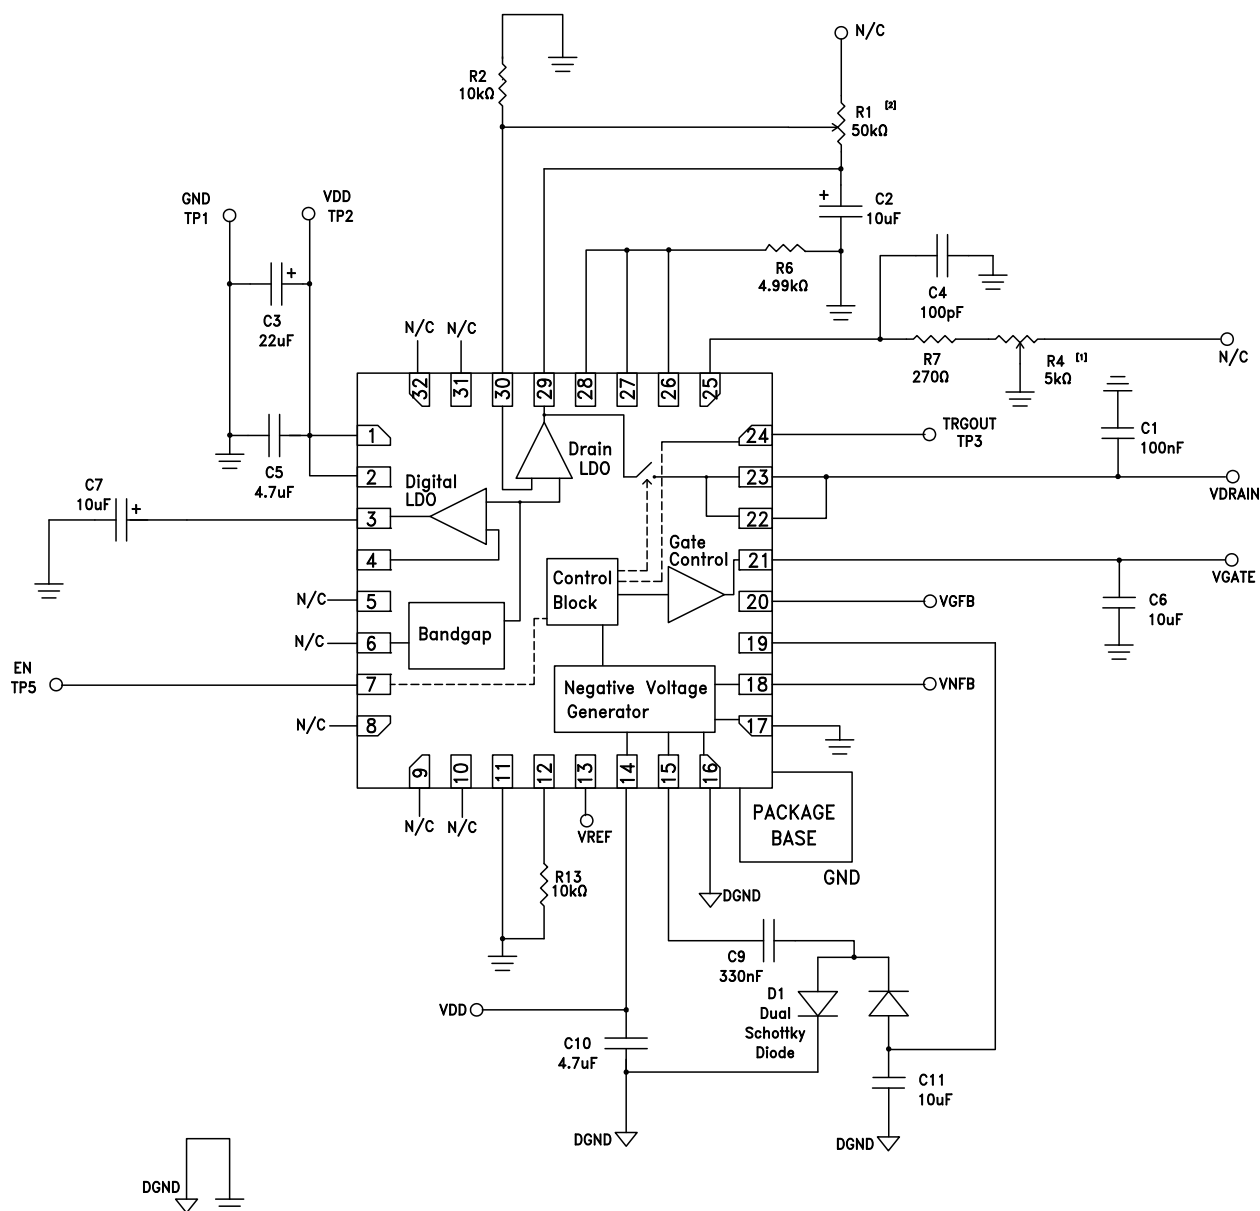 N/C
R2
10kΩ
R1 [2]
50kΩ
GND
TP1
VDD
TP2
+
C2
10uF
R6
4.99kΩ
C4
100pF
+
C3
22uF
N/C
N/C
R7
270Ω
R4 [1]
5kΩ
N/C
32
31
30
29
28
27
26
25
C5
4.7uF
1
2
3
4
5
6
7
8
Drain
LDO
Digital
LDO
24
23
22
21
20
19
18
17
TRGOUT
TP3
C1
100nF
VDRAIN
C7
10uF
+
Gate
Control
VGATE
Control
Block
VGFB
C6
10uF
N/C
N/C
Bandgap
EN
TP5
Negative Voltage
Generator
VNFB
N/C
9
10
11
12
13
14
15
16
N/C
N/C
VREF
PACKAGE
BASE
GND
R13
10kΩ
DGND
C9
330nF
D1
Dual
Schottky
Diode
VDD
C10
4.7uF
C11
10uF
DGND
DGND
DGND